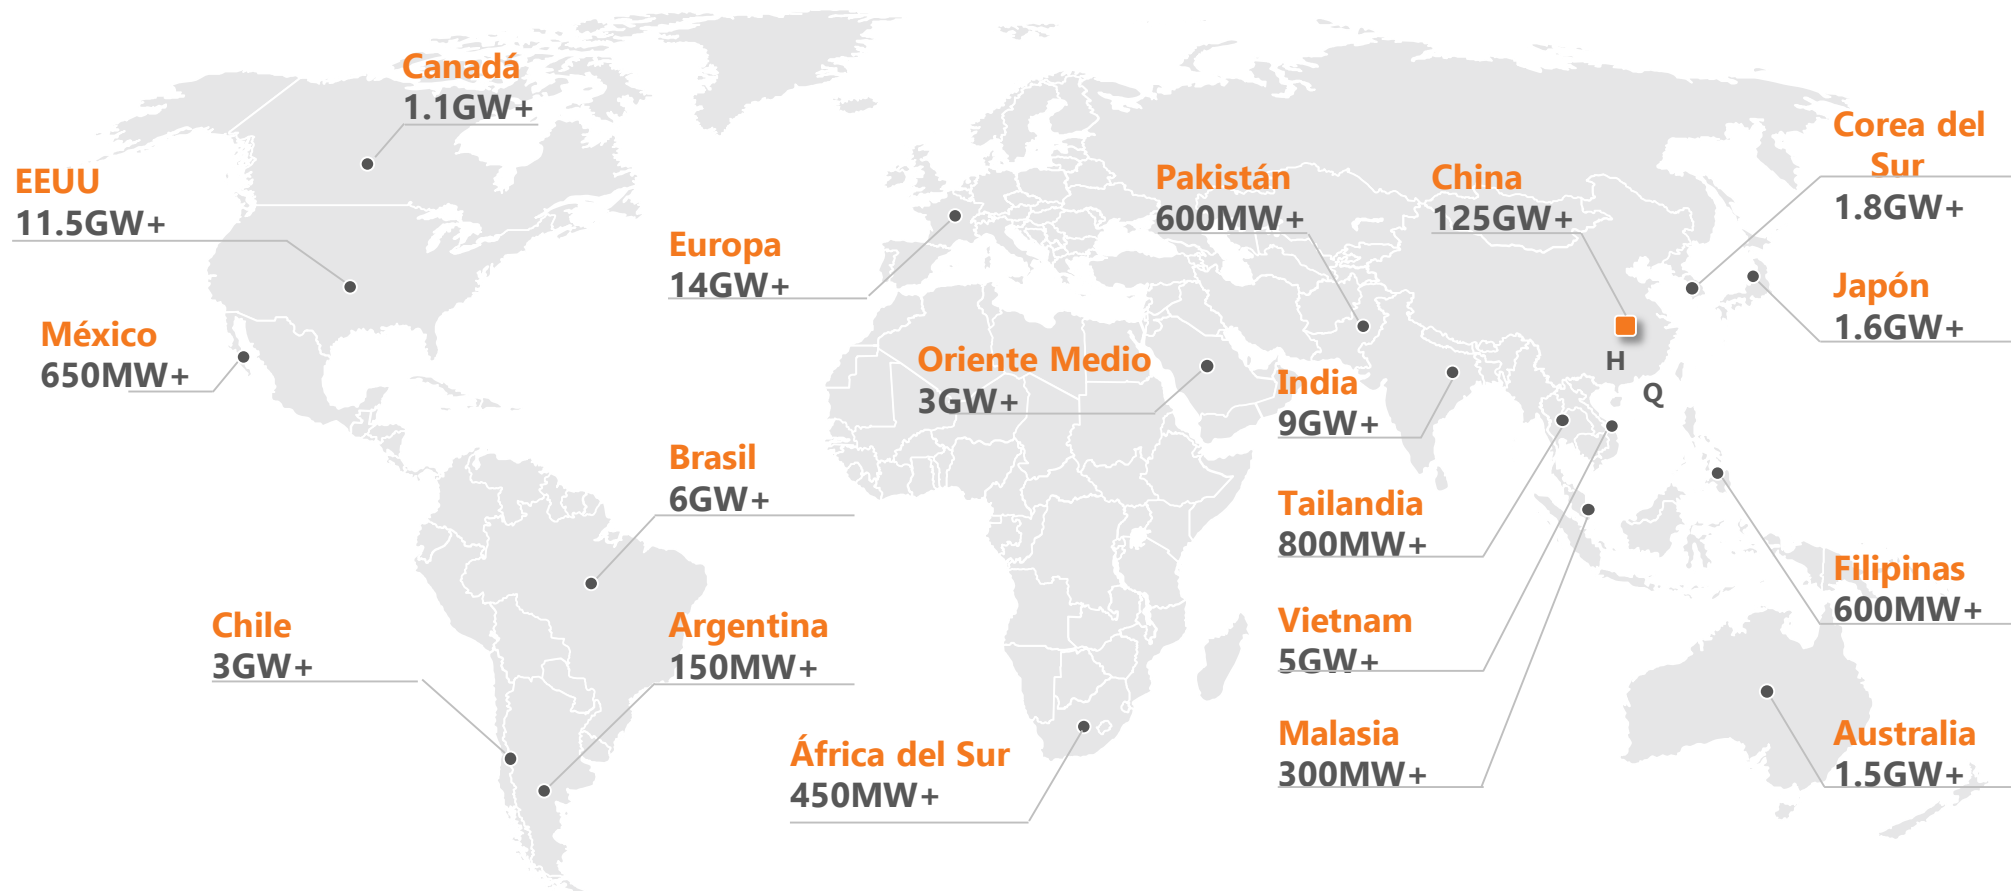 Canadá
1.1GW+
EEUU
11.5GW+
México
650MW+
Europa
14GW+
Pakistán
600MW+
China
125GW+
Corea del
Sur
1.8GW+
Japón
1.6GW+
Oriente Medio
3GW+
India
9GW+
H
Q
Brasil
6GW+
Tailandia
800MW+
Filipinas
600MW+
Chile
3GW+
Argentina
150MW+
Vietnam
5GW+
África del Sur
450MW+
Malasia
300MW+
Australia
1.5GW+